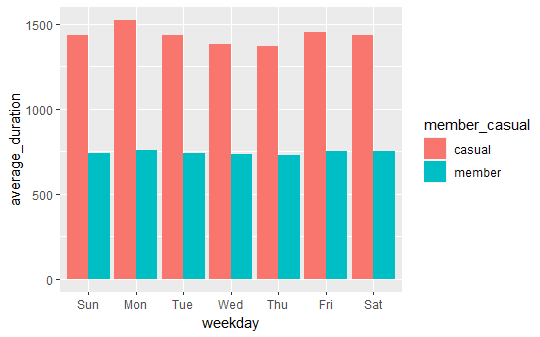 1500
1000
500
0
average_duration
Sun Mon Tue Wed Thu Fri Sat
weekday
member_casual
casual
member